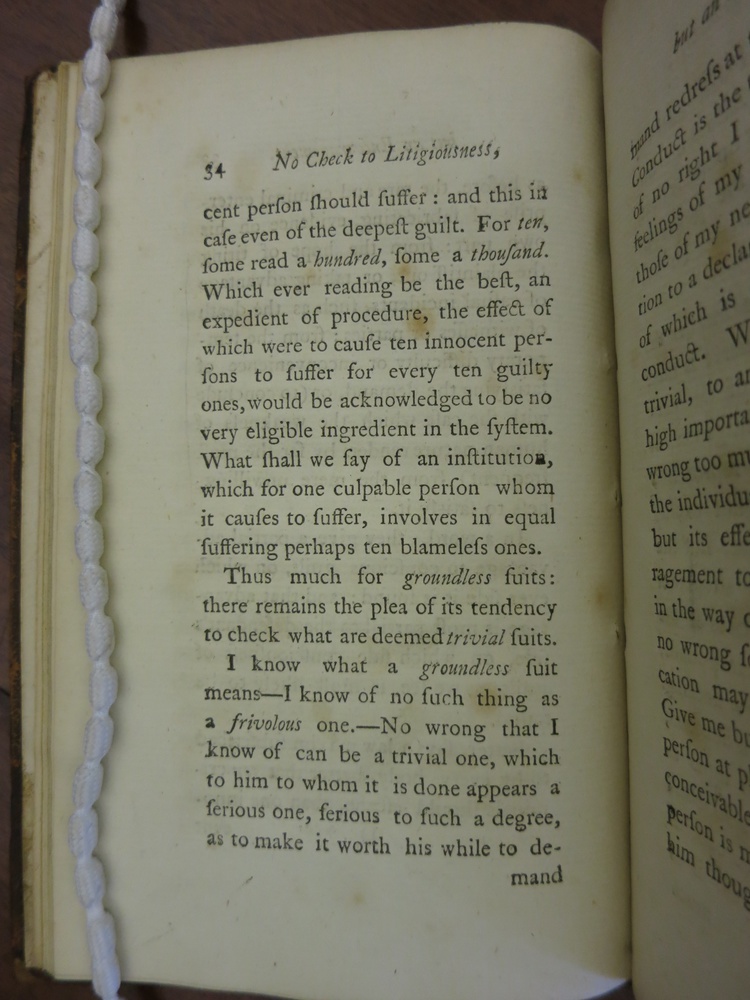 34 No Check to Litigiousness,
cent perſon ſhould ſuffer : and this in
caſe even of the deepeſt guilt. For ten,
ſome read a hundred, ſome a thouſand.
Which ever reading be the beſt, an
expedient of procedure, the effect of
which were to cauſe ten innocent per-
ſons to ſuffer for every ten guilty
ones, would be acknowledged to be no
very eligible ingredient in the ſyſtem.
What ſhall we ſay of an inſtitution,
which for one culpable perſon whom
it cauſes to ſuffer, involves in equal
ſuffering perhaps ten blameleſs ones.
Thus much for groundleſs ſuits:
there remains the plea of its tendency
to check what are deemed trivial ſuits.
I know what a groundleſs ſuit
means—I know of no ſuch thing as
a frivolous one.—No wrong that I
know of can be a trivial one, which
to him to whom it is done appears a
ſerious one, ſerious to ſuch a degree,
as to make it worth his while to de-
mand
but an
mand redreſs at
Conduct is the
of no right I
feelings of my
thoſe of my
tion to a
of which is
conduct.
trivial, to
high
wrong too
the
but its
ragement to
in the way
no wrong
cation may
Give me
perſon at
conceivable
perſon is
him